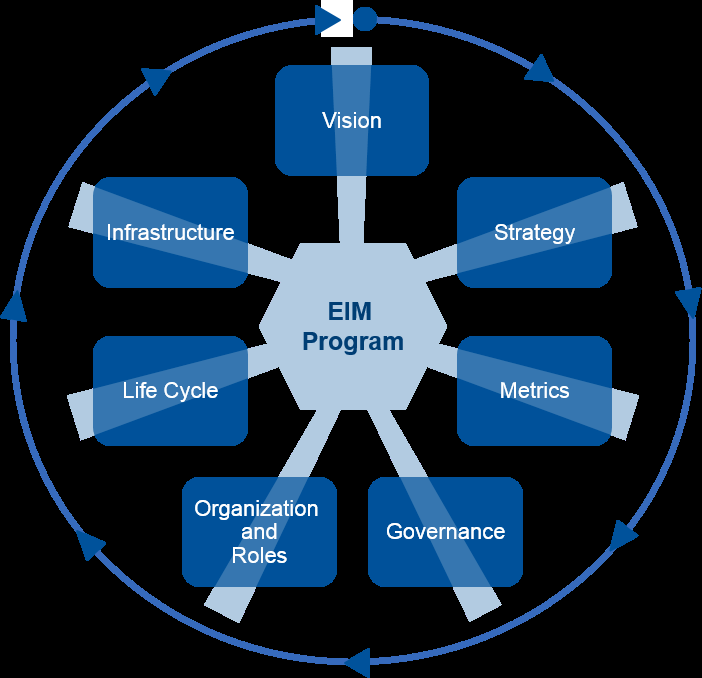 Vision
Infrastructure
Strategy
EIM
Program
Life Cycle
Metrics
Organization
and
Roles
Governance